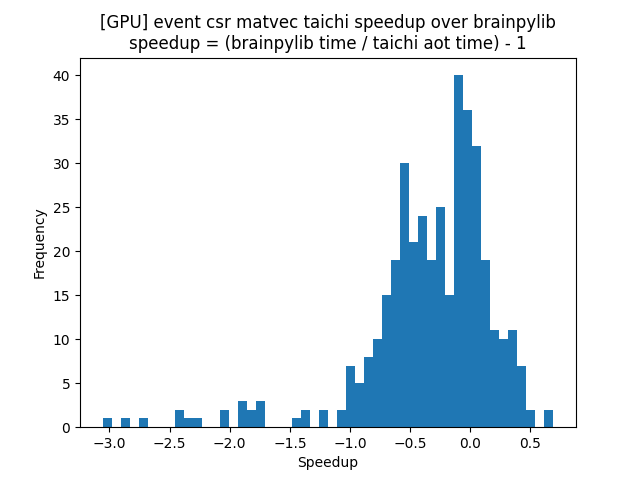 [GPU] event csr matvec taichi speedup over brainpylib
speedup = (brainpylib time / taichi aot time) - 1
40
35
30
25
20
15
10
5
0
Frequency
−3.0 −2.5 −2.0 −1.5 −1.0 −0.5 0.0 0.5
Speedup